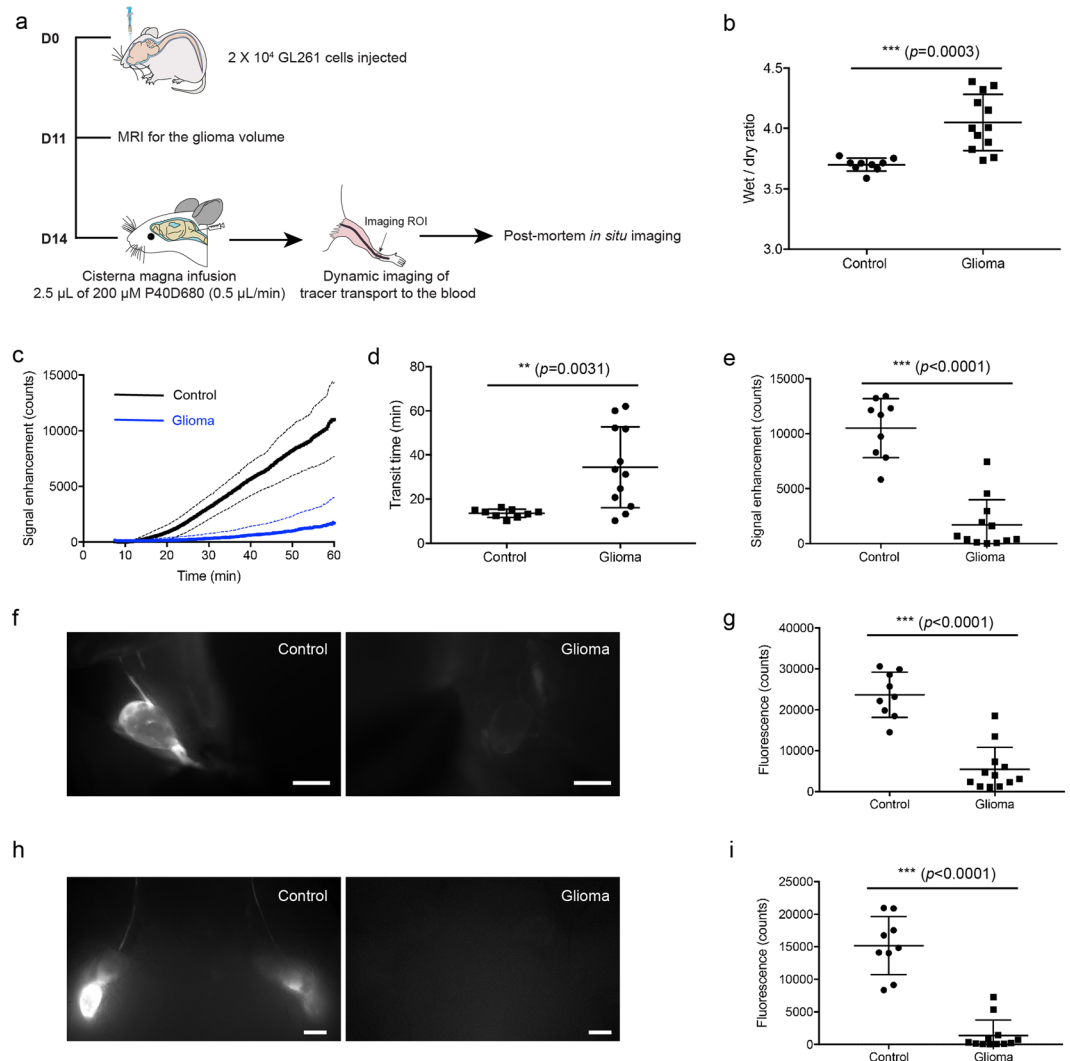 a
D0
2 X 10⁴ GL261 cells injected
D11
MRI for the glioma volume
D14
Imaging ROI
Post-mortem in situ imaging
Cisterna magna infusion
2.5 µL of 200 µM P40D680 (0.5 µL/min)
Dynamic imaging of
tracer transport to the blood
b
*** (p=0.0003)
Wet / dry ratio
4.5
4.0
3.5
3.0
Control
Glioma
c
Signal enhancement (counts)
15000
10000
5000
0
Control
Glioma
0
10
20
30
40
50
60
Time (min)
d
** (p=0.0031)
Transit time (min)
80
60
40
20
0
Control
Glioma
e
*** (p<0.0001)
Signal enhancement (counts)
15000
10000
5000
0
Control
Glioma
f
Control
Glioma
g
*** (p<0.0001)
Fluorescence (counts)
40000
30000
20000
10000
0
Control
Glioma
h
Control
Glioma
i
*** (p<0.0001)
Fluorescence (counts)
25000
20000
15000
10000
5000
0
Control
Glioma